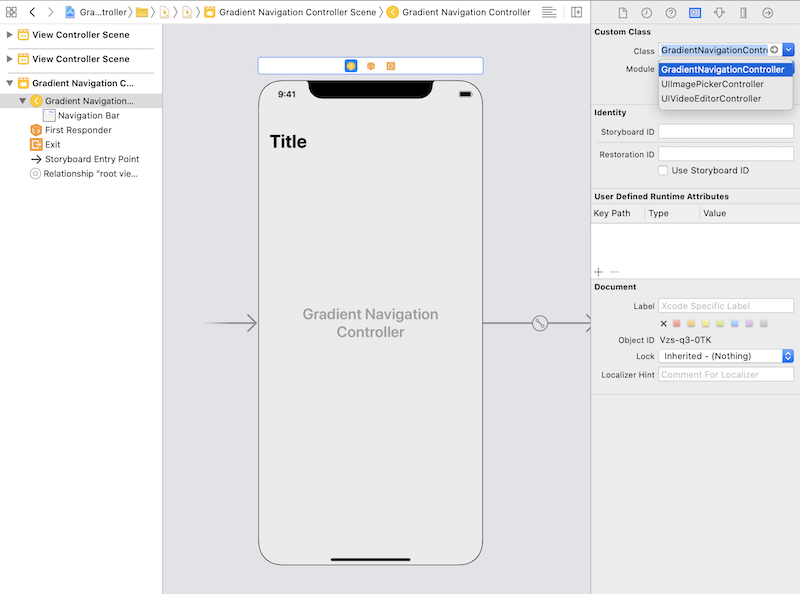 Gra...troller
Gradient Navigation Controller Scene
Gradient Navigation Controller
View Controller Scene
View Controller Scene
Gradient Navigation C...
Gradient Navigation...
Navigation Bar
First Responder
Exit
Storyboard Entry Point
Relationship "root vie...
9:41
Title
Gradient Navigation
Controller
Custom Class
Class GradientNavigationContr
Module
GradientNavigationController
UIImagePickerController
UIVideoEditorController
Identity
Storyboard ID
Restoration ID
Use Storyboard ID
User Defined Runtime Attributes
Key Path Type Value
Document
Label Xcode Specific Label
Object ID Vzs-q3-0TK
Lock Inherited - (Nothing)
Localizer Hint Comment For Localizer